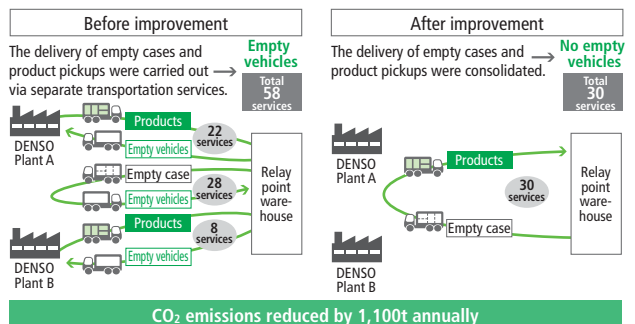 Before improvement
The delivery of empty cases and
product pickups were carried out
via separate transportation services.
Empty
vehicles
Total
58
services
Products
22
services
Empty vehicles
DENSO
Plant A
Empty case
28
services
Empty vehicles
Products
8
services
Empty vehicles
DENSO
Plant B
Relay
point
ware-
house
After improvement
The delivery of empty cases and
product pickups were consolidated.
No empty
vehicles
Total
30
services
DENSO
Plant A
Products
30
services
Empty case
DENSO
Plant B
Relay
point
ware-
house
CO₂ emissions reduced by 1,100t annually